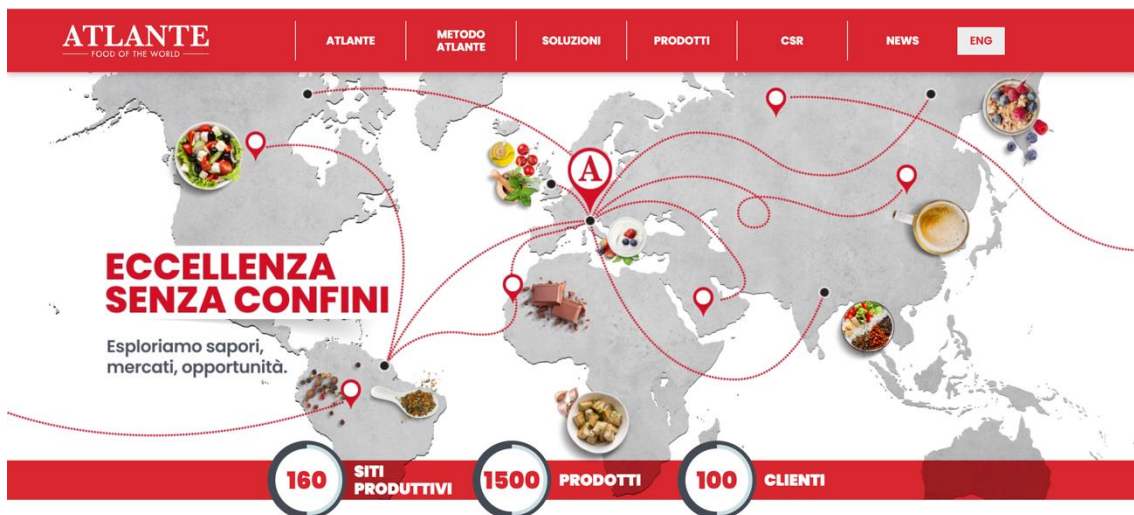 ATLANTE
FOOD OF THE WORLD
ATLANTE
METODO
ATLANTE
SOLUZIONI
PRODOTTI
CSR
NEWS
ENG
A
ECCELLENZA
SENZA CONFINI
Esploriamo sapori,
mercati, opportunità.
160
SITI
PRODUTTIVI
1500
PRODOTTI
100
CLIENTI